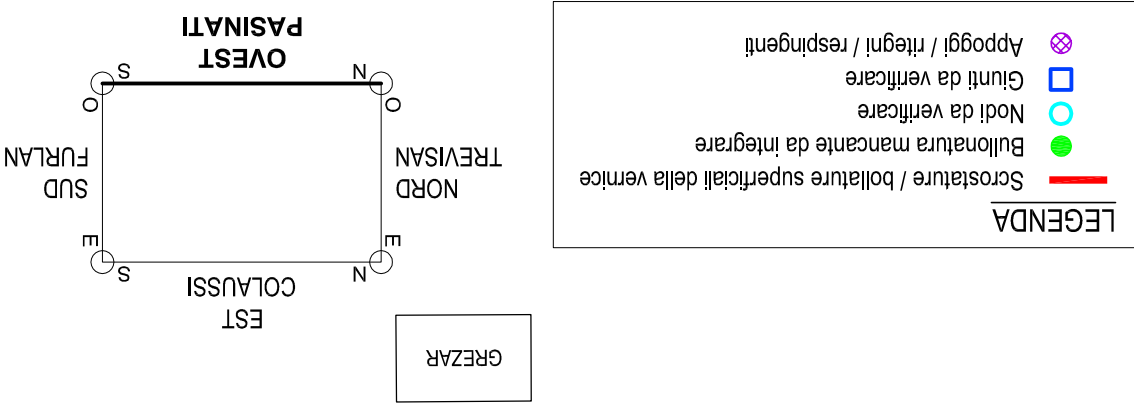 LEGENDA
Scrostature / bollature superficiali della vernice
Bullonatura mancante da integrare
Nodi da verificare
Giunti da verificare
Appoggi / ritegni / respingenti
GREZAR
EST
COLAUSSI
N
S
E
E
NORD
TREVISAN
SUD
FURLAN
O
O
N
S
OVEST
PASINATI